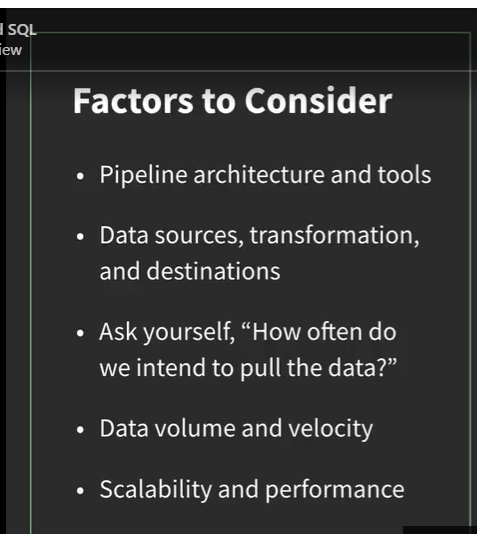 SQL
Factors to Consider
• Pipeline architecture and tools
• Data sources, transformation,
and destinations
• Ask yourself, “How often do
we intend to pull the data?”
• Data volume and velocity
• Scalability and performance